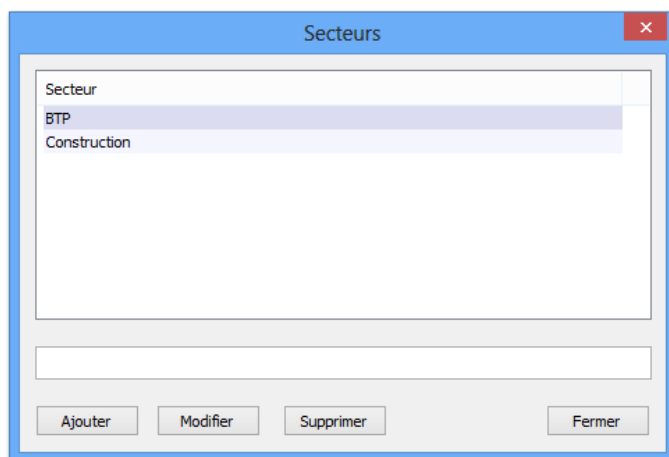 Secteurs
Secteur
BTP
Construction
Ajouter Modifier Supprimer Fermer